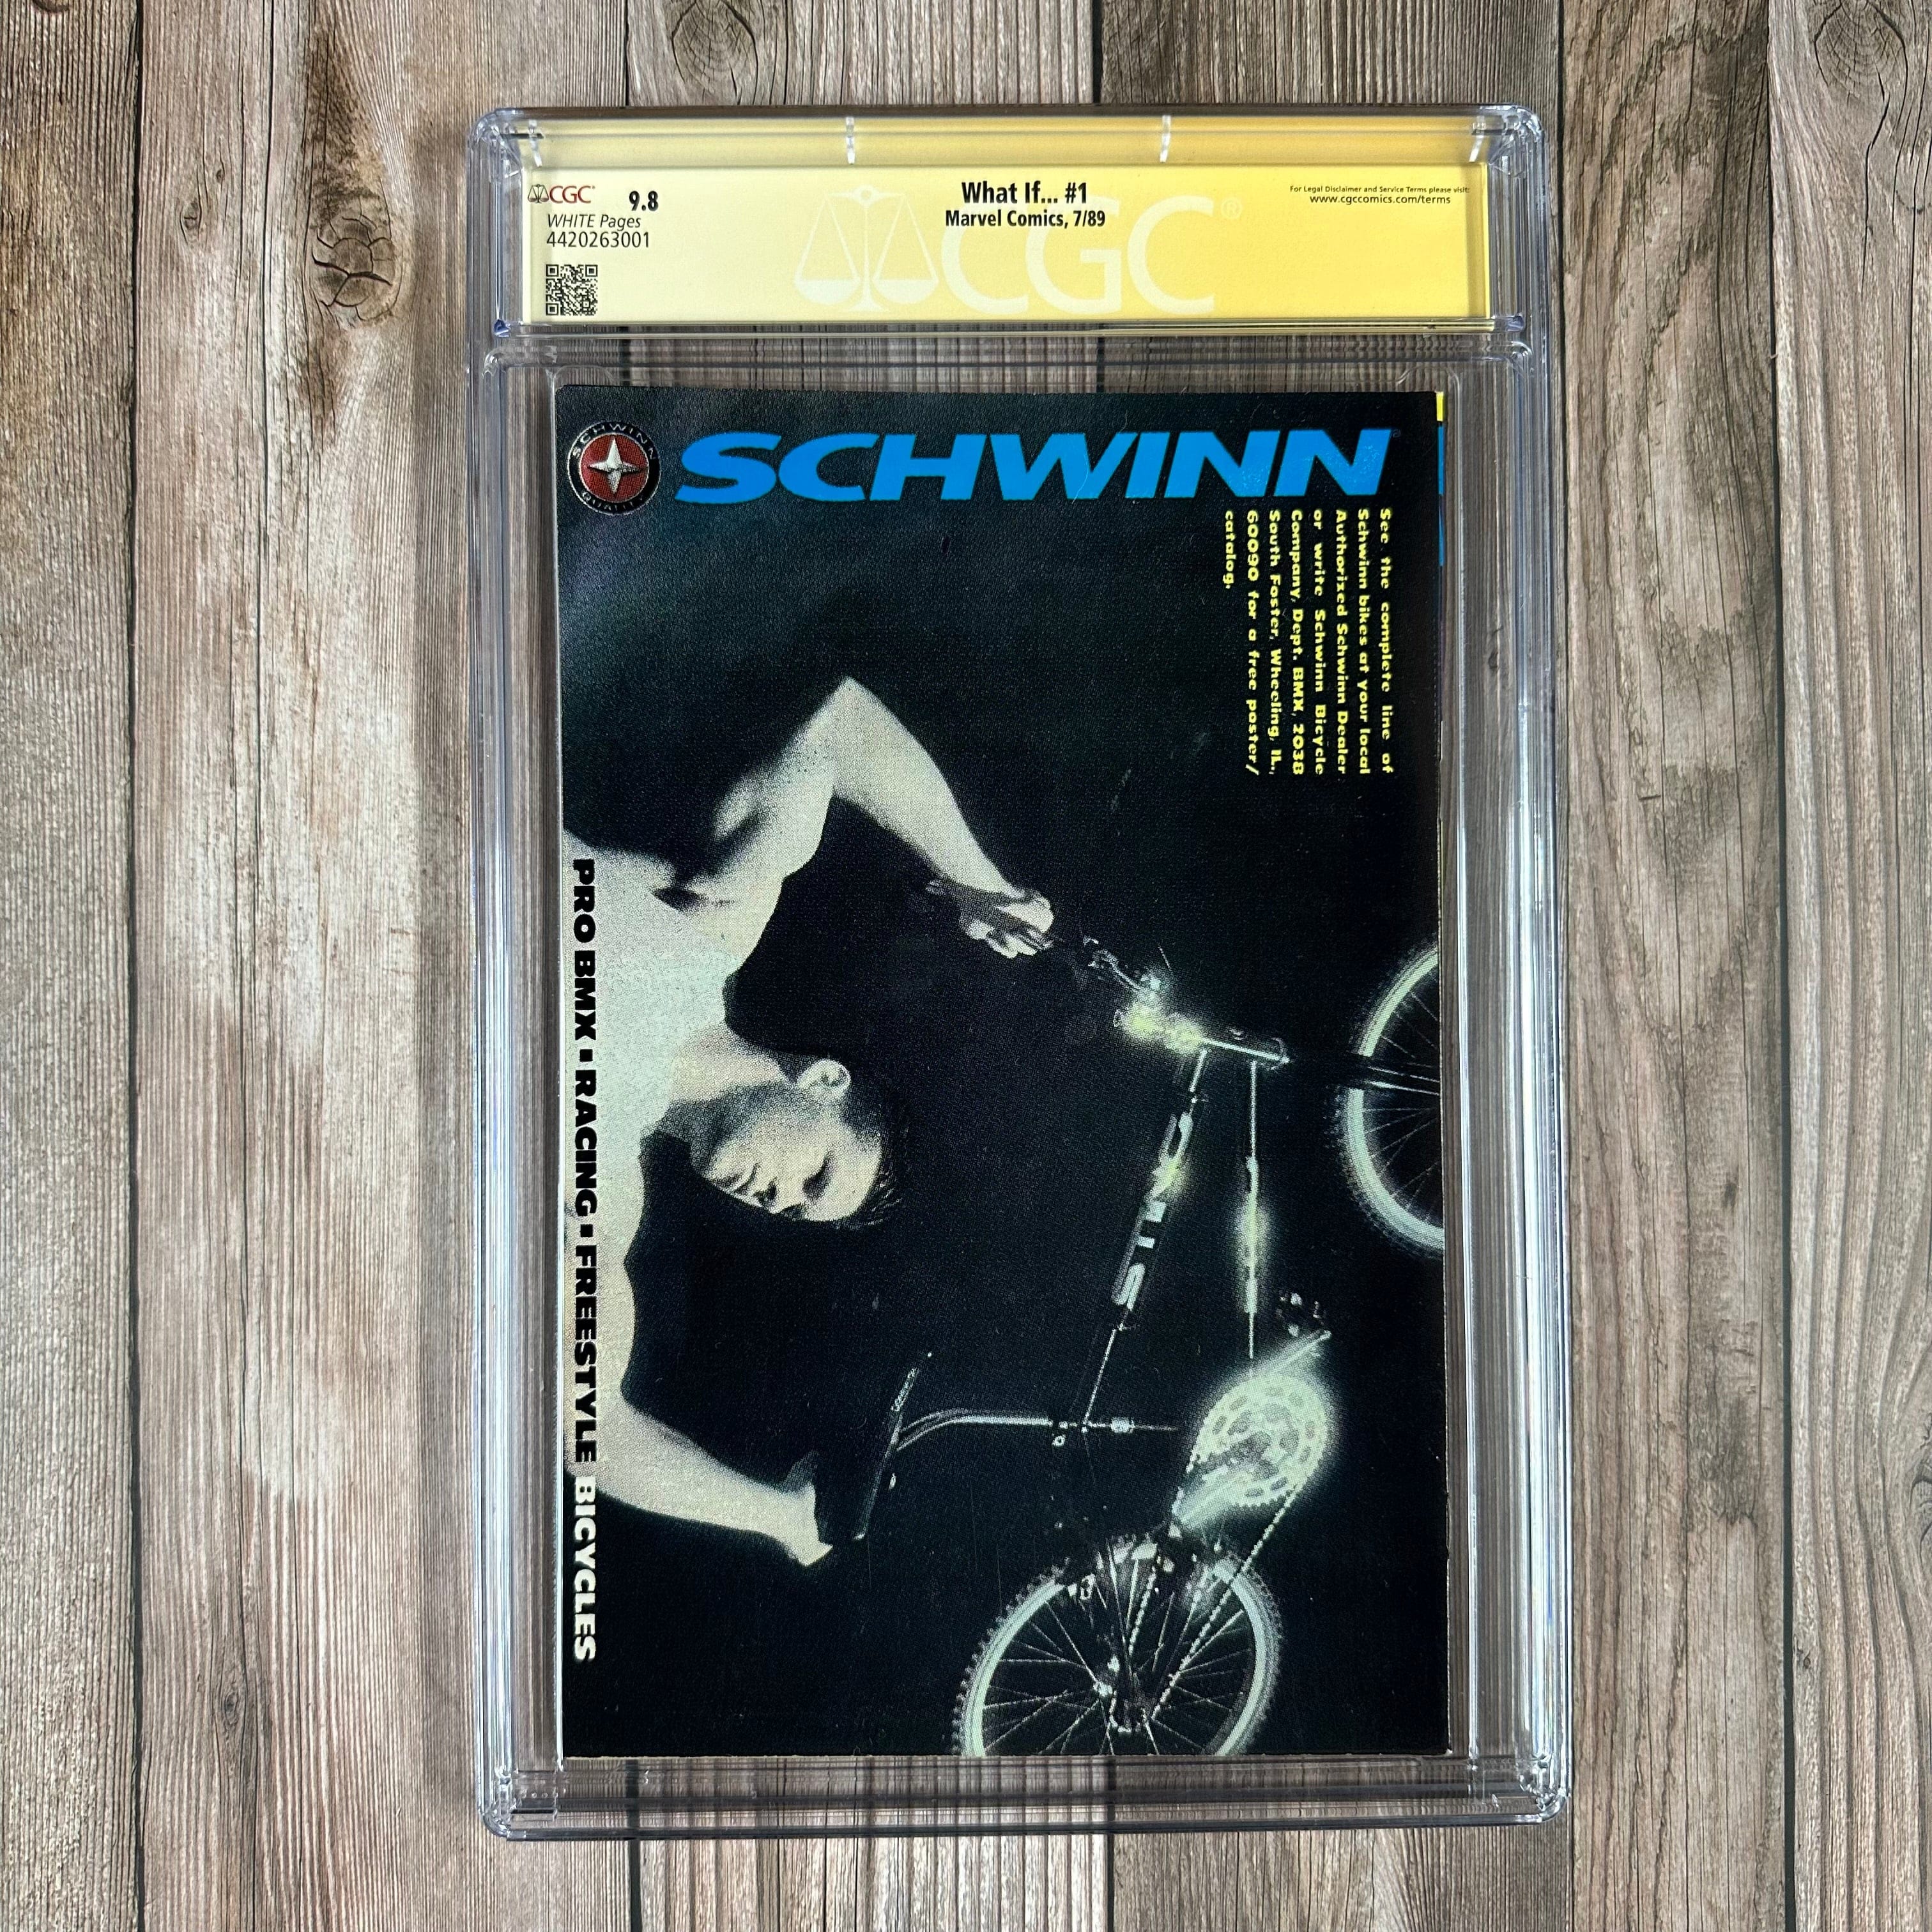 CGC
9.8
WHITE Pages
4420263001
What If... #1
Marvel Comics, 7/89
For Legal Disclaimer and Service Terms please visit:
www.cgccomics.com/terms
CGC®
SCHWINN
QUALITY
SCHWINN
See the complete line of
Schwinn bikes at your local
Authorized Schwinn Dealer
or write Schwinn Bicycle
Company, Dept. BMX, 2038
South Foster, Wheeling, IL.,
60090 for a free poster/
catalog.
STING
PRO BMX ▪ RACING ▪ FREESTYLE BICYCLES